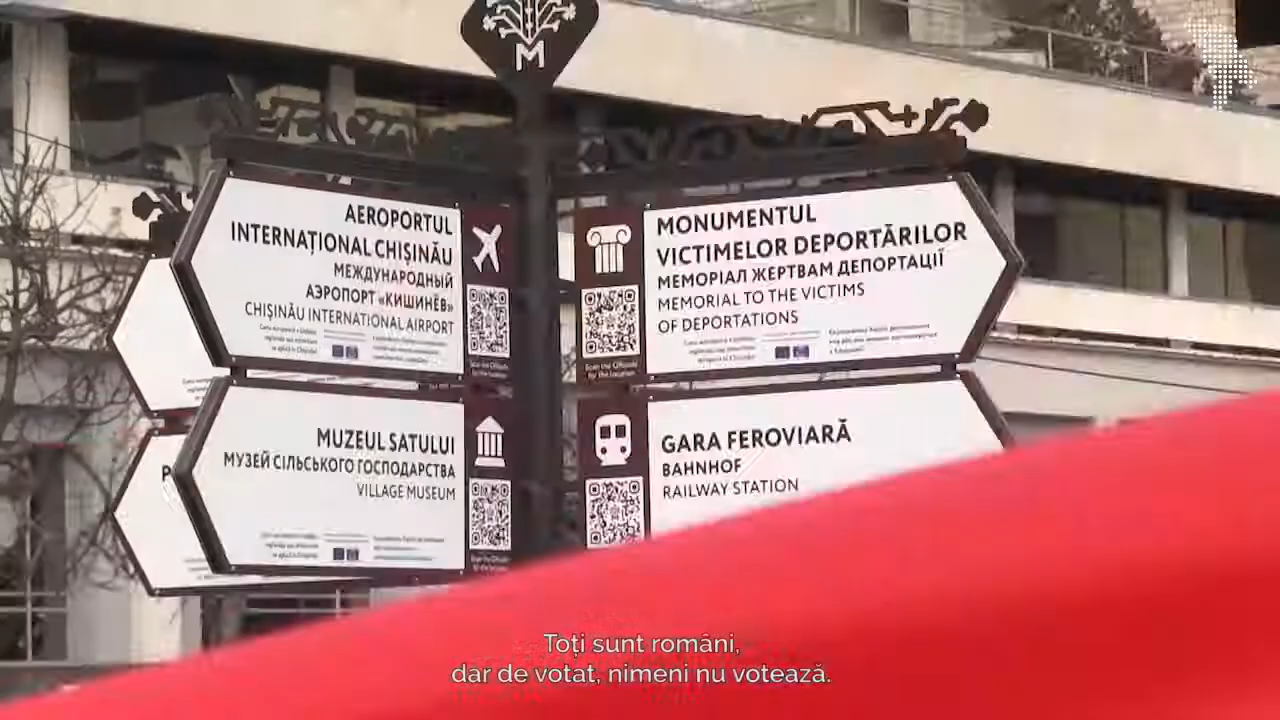 M
AEROPORTUL
INTERNAȚIONAL CHIȘINĂU
МЕЖДУНАРОДНЫЙ
АЭРОПОРТ «КИШИНЁВ»
CHIȘINĂU INTERNATIONAL AIRPORT
MONUMENTUL
VICTIMELOR DEPORTĂRILOR
МЕМОРІАЛ ЖЕРТВАМ ДЕПОРТАЦІЇ
MEMORIAL TO THE VICTIMS
OF DEPORTATIONS
MUZEUL SATULUI
МУЗЕЙ СІЛЬСЬКОГО ГОСПОДАРСТВА
VILLAGE MUSEUM
GARA FEROVIARĂ
BAHNHOF
RAILWAY STATION
Toți sunt români,
dar de votat, nimeni nu votează.